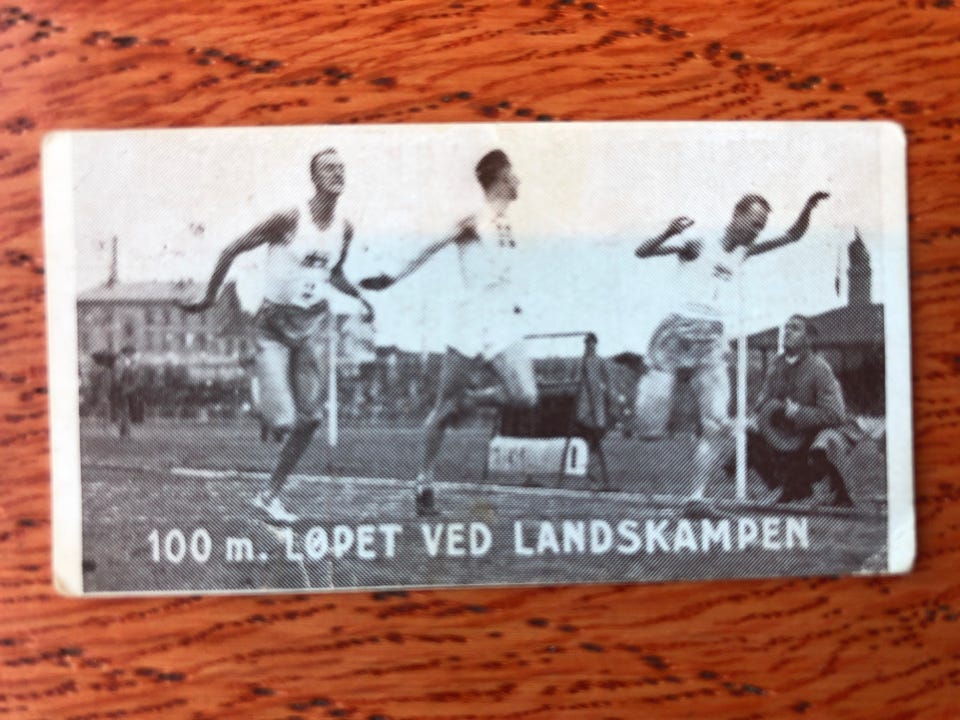 100 m. LØPET VED LANDSKAMPEN